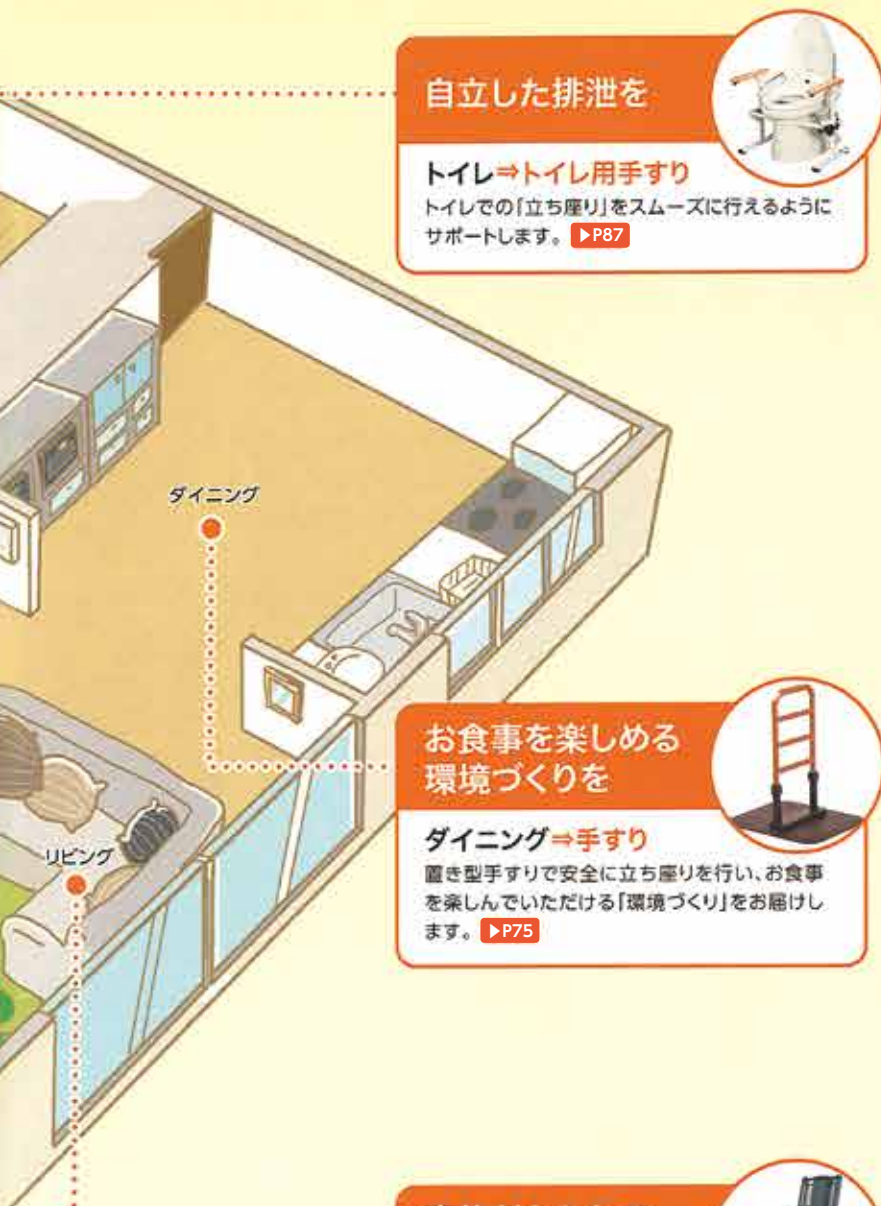 自立した排泄を
トイレ⇒トイレ用手すり
トイレでの「立ち座り」をスムーズに行えるように
サポートします。 ▶P87
ダイニング
お食事を楽しめる
環境づくりを
ダイニング⇒手すり
置き型手すりで安全に立ち座りを行い、お食事
を楽しんでいただける「環境づくり」をお届けし
ます。 ▶P75
リビング